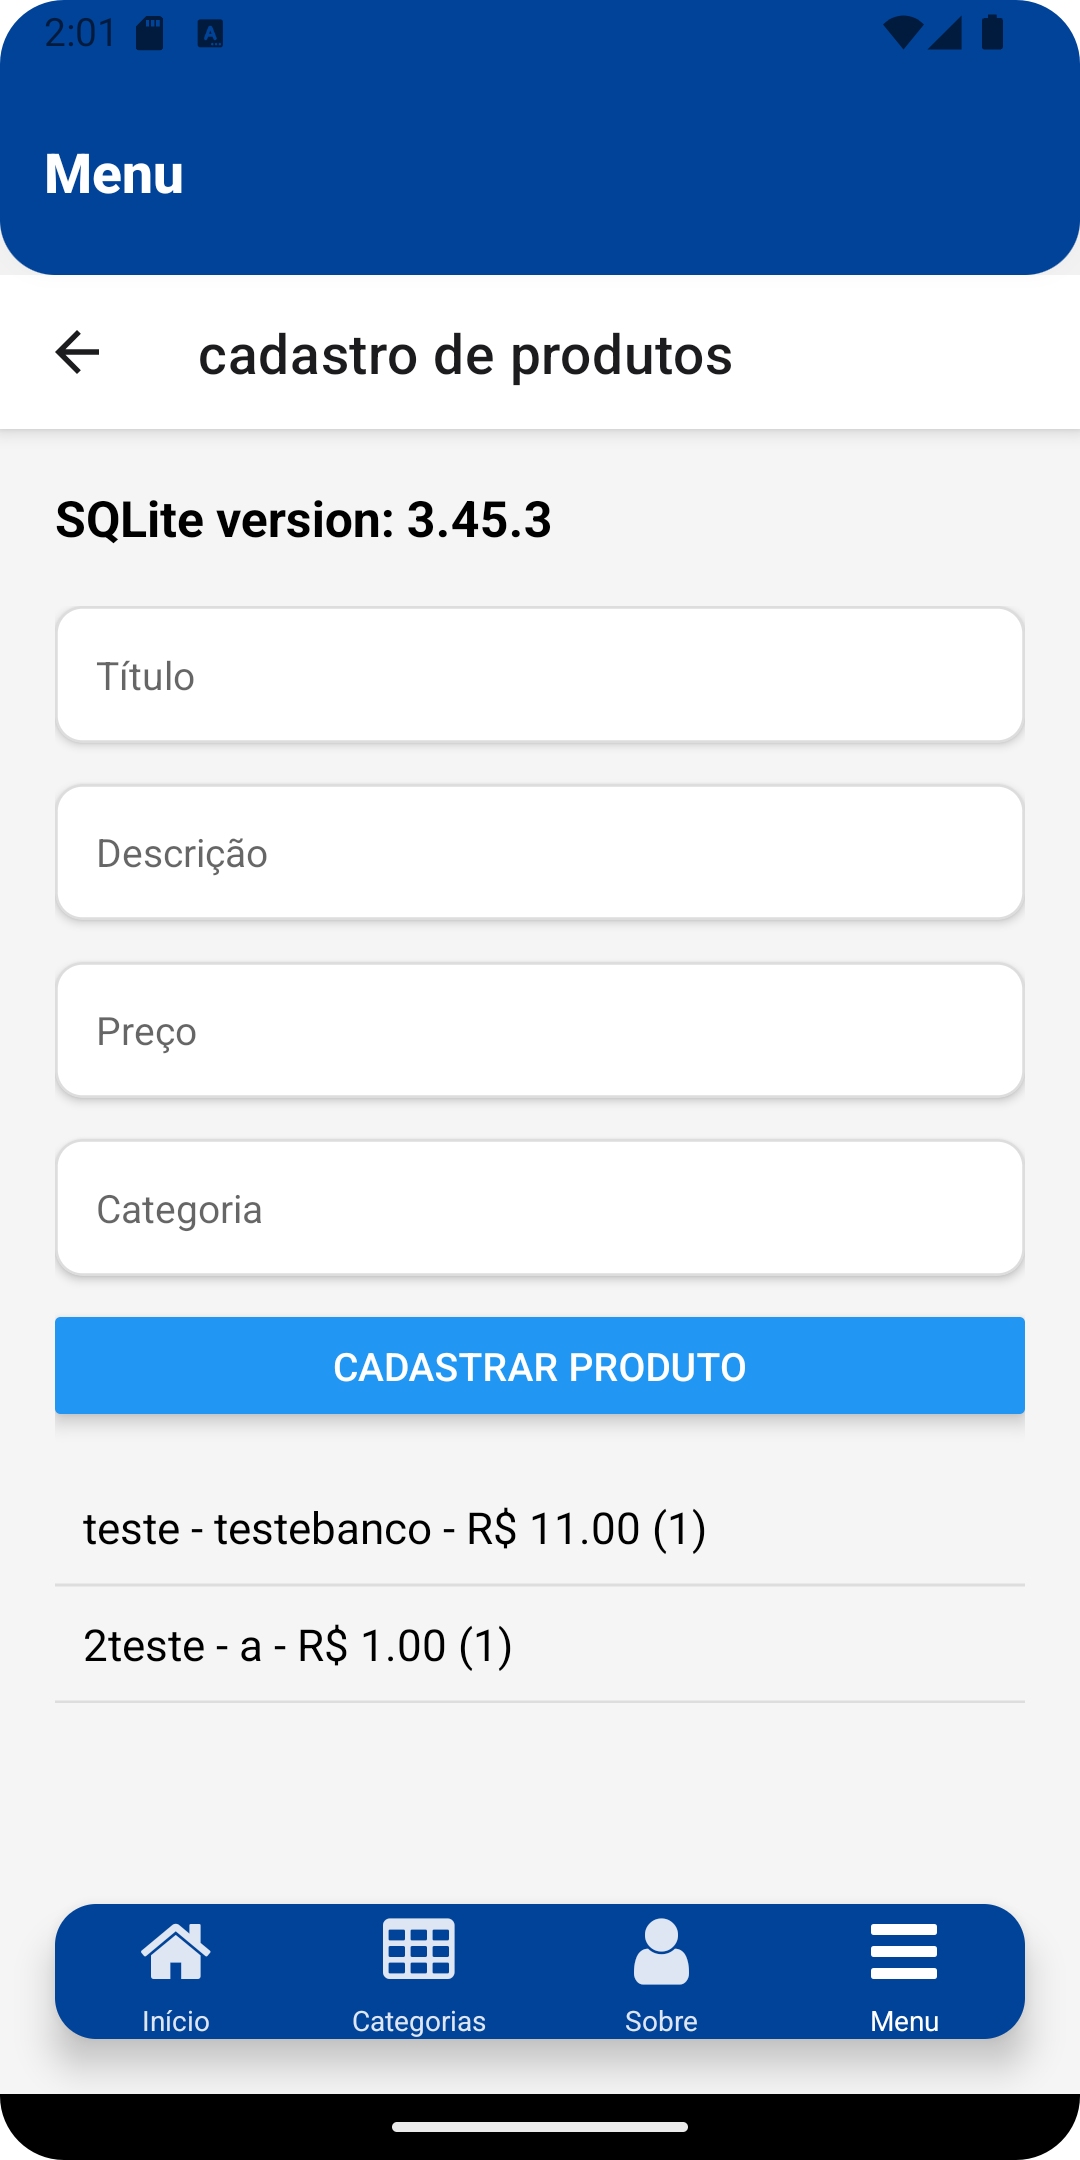 2:01
Menu
cadastro de produtos
SQLite version: 3.45.3
Título
Descrição
Preço
Categoria
CADASTRAR PRODUTO
teste - testebanco - R$ 11.00 (1)
2teste - a - R$ 1.00 (1)
Início
Categorias
Sobre
Menu